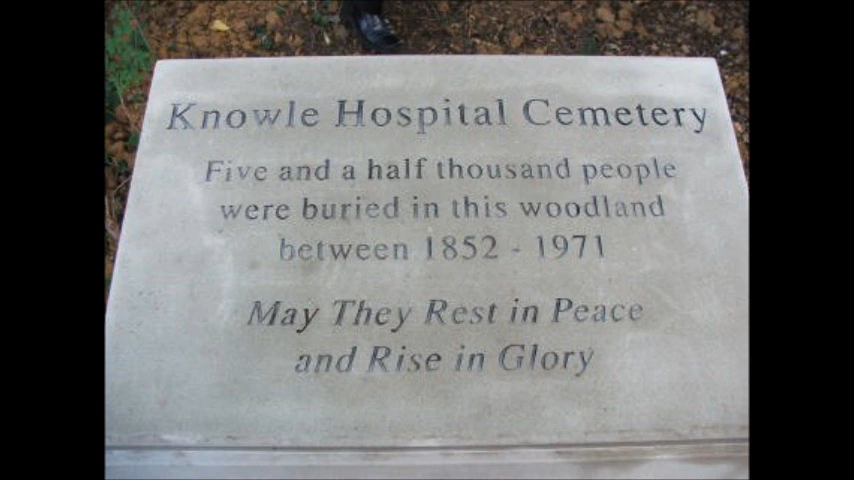 Knowle Hospital Cemetery
Five and a half thousand people
were buried in this woodland
between 1852 - 1971
May They Rest in Peace
and Rise in Glory